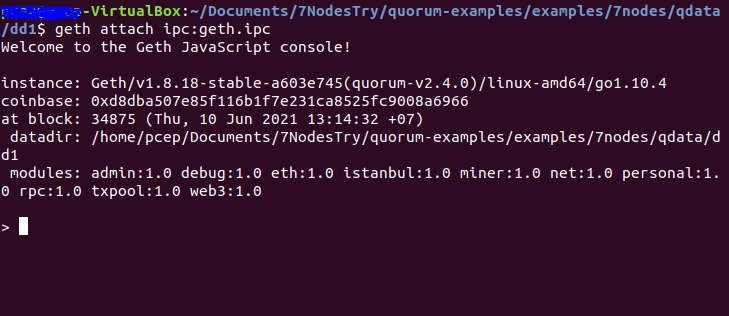 -VirtualBox:~/Documents/7NodesTry/quorum-examples/examples/7nodes/qdata
/dd1$ geth attach ipc:geth.ipc
Welcome to the Geth JavaScript console!
instance: Geth/v1.8.18-stable-a603e745(quorum-v2.4.0)/linux-amd64/go1.10.4
coinbase: 0xd8dba507e85f116b1f7e231ca8525fc9008a6966
at block: 34875 (Thu, 10 Jun 2021 13:14:32 +07)
datadir: /home/pcep/Documents/7NodesTry/quorum-examples/examples/7nodes/qdata/d
d1
modules: admin:1.0 debug:1.0 eth:1.0 istanbul:1.0 miner:1.0 net:1.0 personal:1.
0 rpc:1.0 txpool:1.0 web3:1.0
>